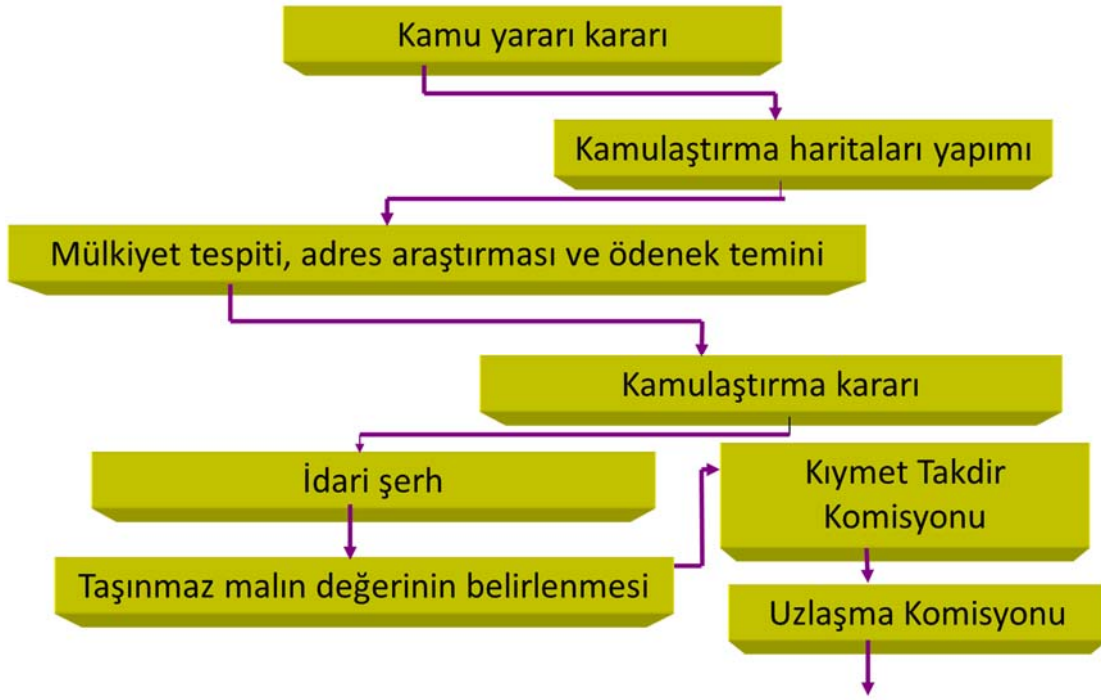 Kamu yararı kararı
Kamulaştırma haritaları yapımı
Mülkiyet tespiti, adres araştırması ve ödenek temini
Kamulaştırma kararı
İdari şerh
Taşınmaz malın değerinin belirlenmesi
Kıymet Takdir
Komisyonu
Uzlaşma Komisyonu